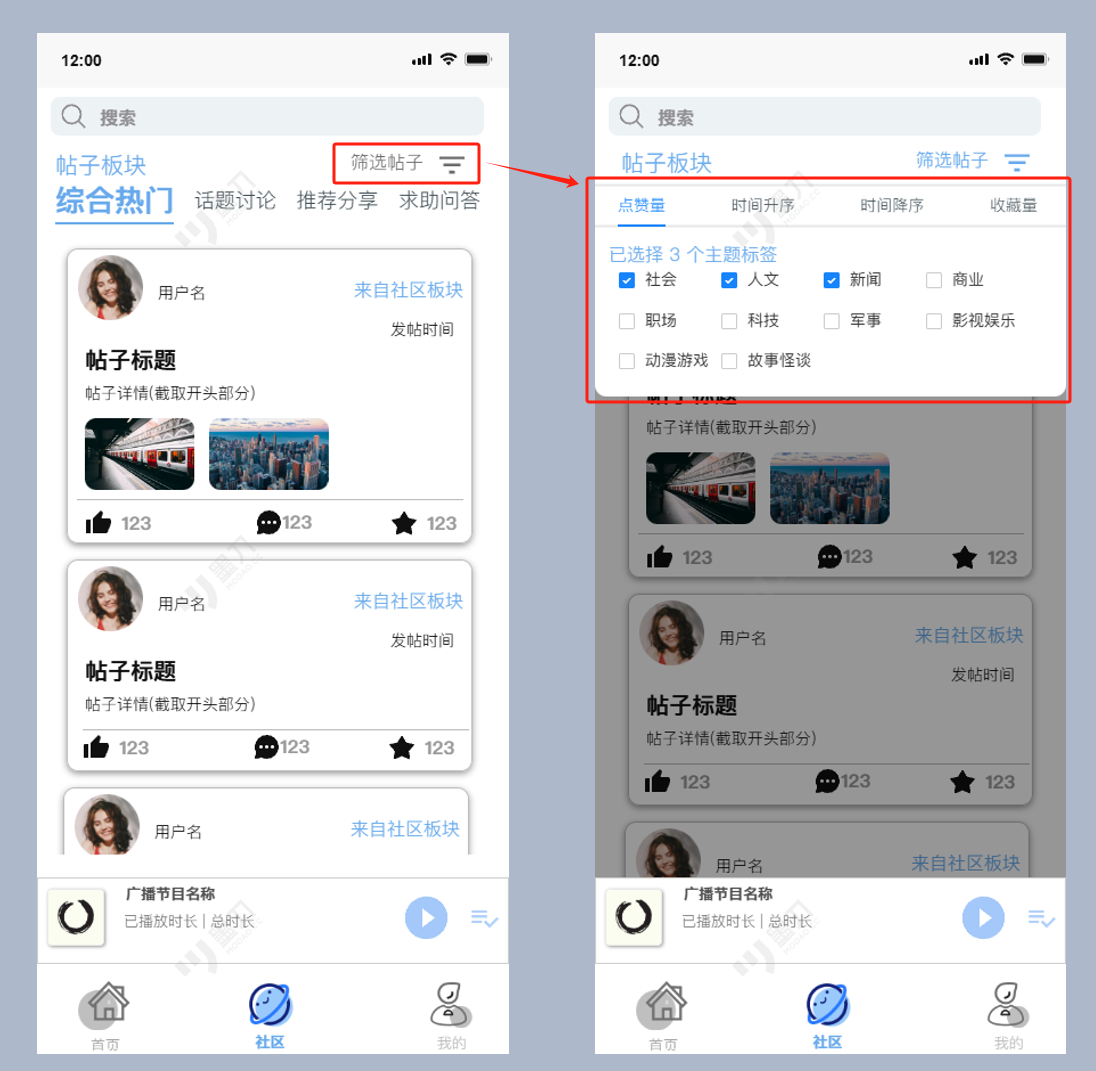 12:00
搜索
帖子板块
筛选帖子
综合热门 话题讨论 推荐分享 求助问答
用户名
来自社区板块
发帖时间
帖子标题
帖子详情(截取开头部分)
123 123 123
用户名
来自社区板块
发帖时间
帖子标题
帖子详情(截取开头部分)
123 123 123
用户名
来自社区板块
广播节目名称
已播放时长 | 总时长
首页 社区 我的
12:00
搜索
帖子板块
筛选帖子
点赞量 时间升序 时间降序 收藏量
已选择 3 个主题标签
社会 人文 新闻 商业
职场 科技 军事 影视娱乐
动漫游戏 故事怪谈
帖子标题
帖子详情(截取开头部分)
123 123 123
用户名
来自社区板块
发帖时间
帖子标题
帖子详情(截取开头部分)
123 123 123
用户名
来自社区板块
广播节目名称
已播放时长 | 总时长
首页 社区 我的
墨刀
MODAO.CC